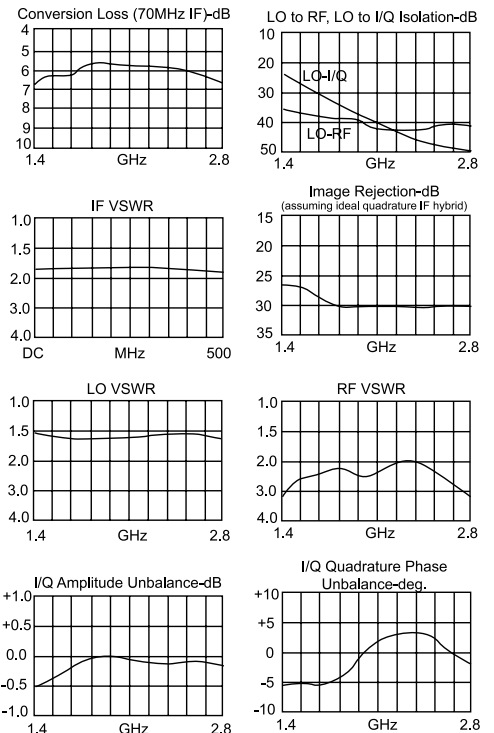 Conversion Loss (70MHz IF)-dB
4
5
6
7
8
9
10
1.4 GHz 2.8
LO to RF, LO to I/Q Isolation-dB
10
20
30
40
50
LO-I/Q
LO-RF
1.4 GHz 2.8
IF VSWR
1.0
1.5
2.0
3.0
4.0
DC MHz 500
Image Rejection-dB
(assuming ideal quadrature IF hybrid)
15
25
25
30
35
1.4 GHz 2.8
LO VSWR
1.0
1.5
2.0
3.0
4.0
1.4 GHz 2.8
RF VSWR
1.0
1.5
2.0
3.0
4.0
1.4 GHz 2.8
I/Q Amplitude Unbalance-dB
+1.0
+0.5
0.0
-0.5
-1.0
1.4 GHz 2.8
I/Q Quadrature Phase
Unbalance-deg.
+10
+5
0
-5
-10
1.4 GHz 2.8